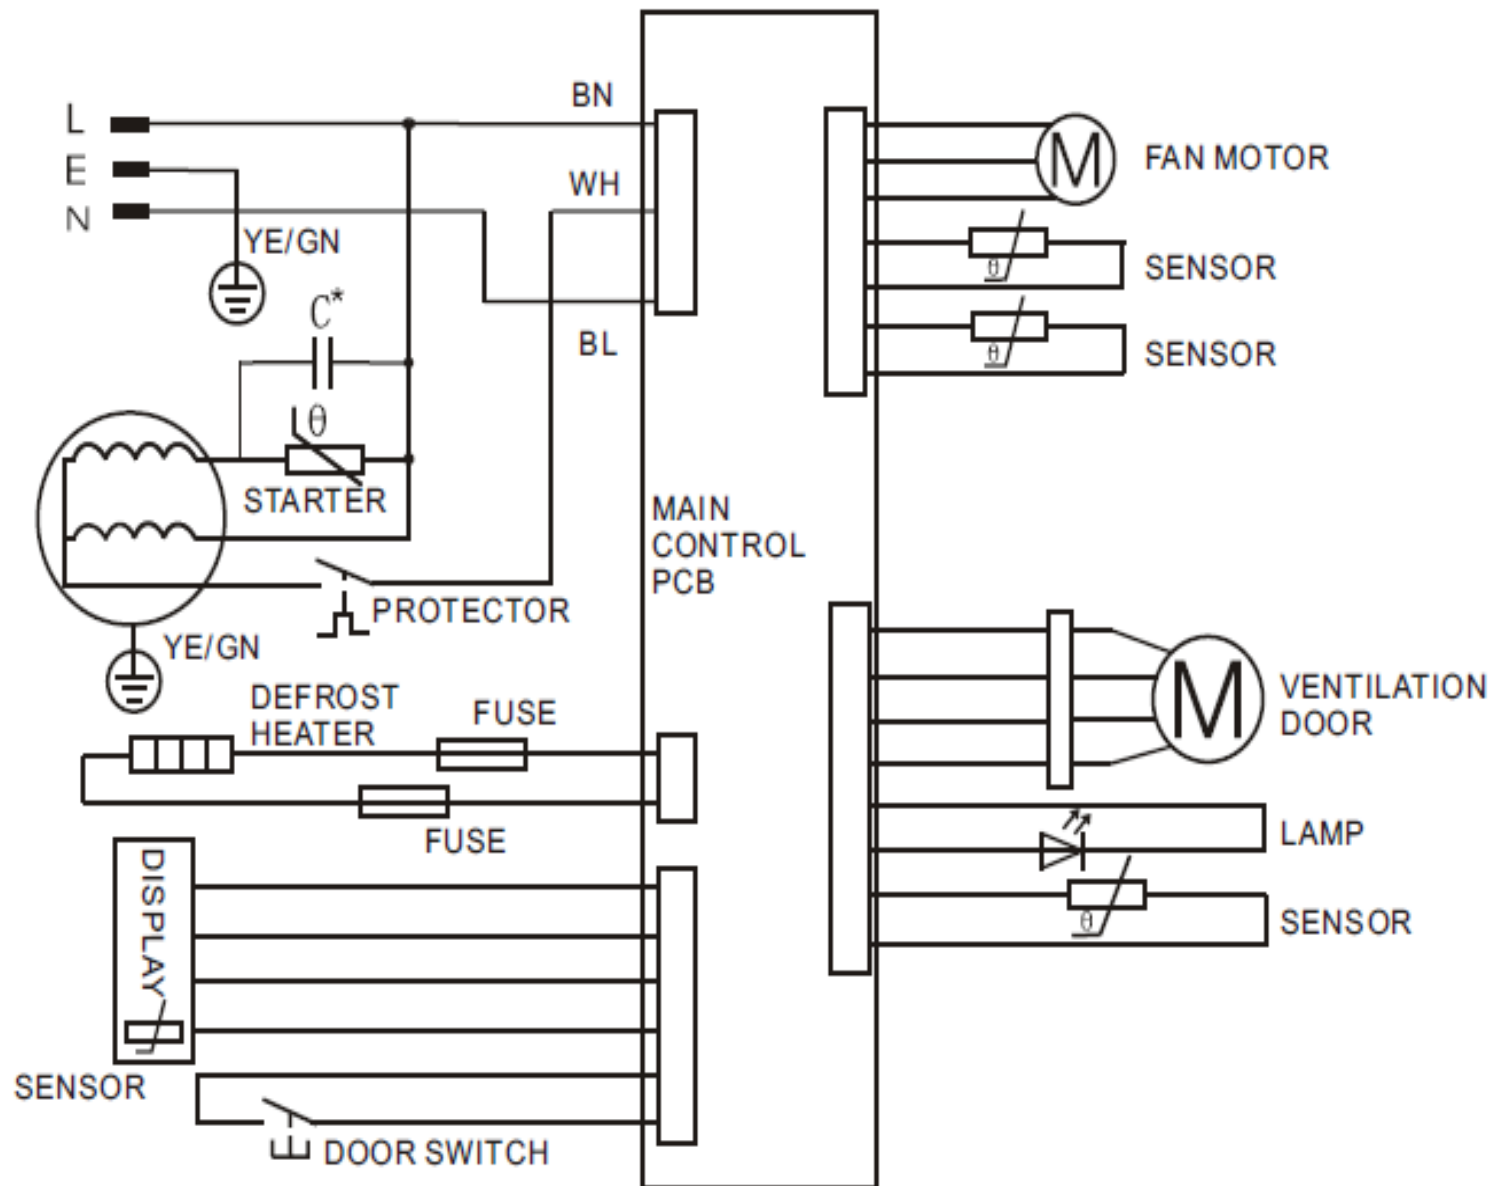 L
BN
E
WH
N
YE/GN
C*
BL
θ
STARTER
PROTECTOR
YE/GN
DEFROST
HEATER
FUSE
FUSE
DISPLAY
SENSOR
DOOR SWITCH
MAIN
CONTROL
PCB
M
FAN MOTOR
θ
SENSOR
θ
SENSOR
M
VENTILATION
DOOR
LAMP
θ
SENSOR